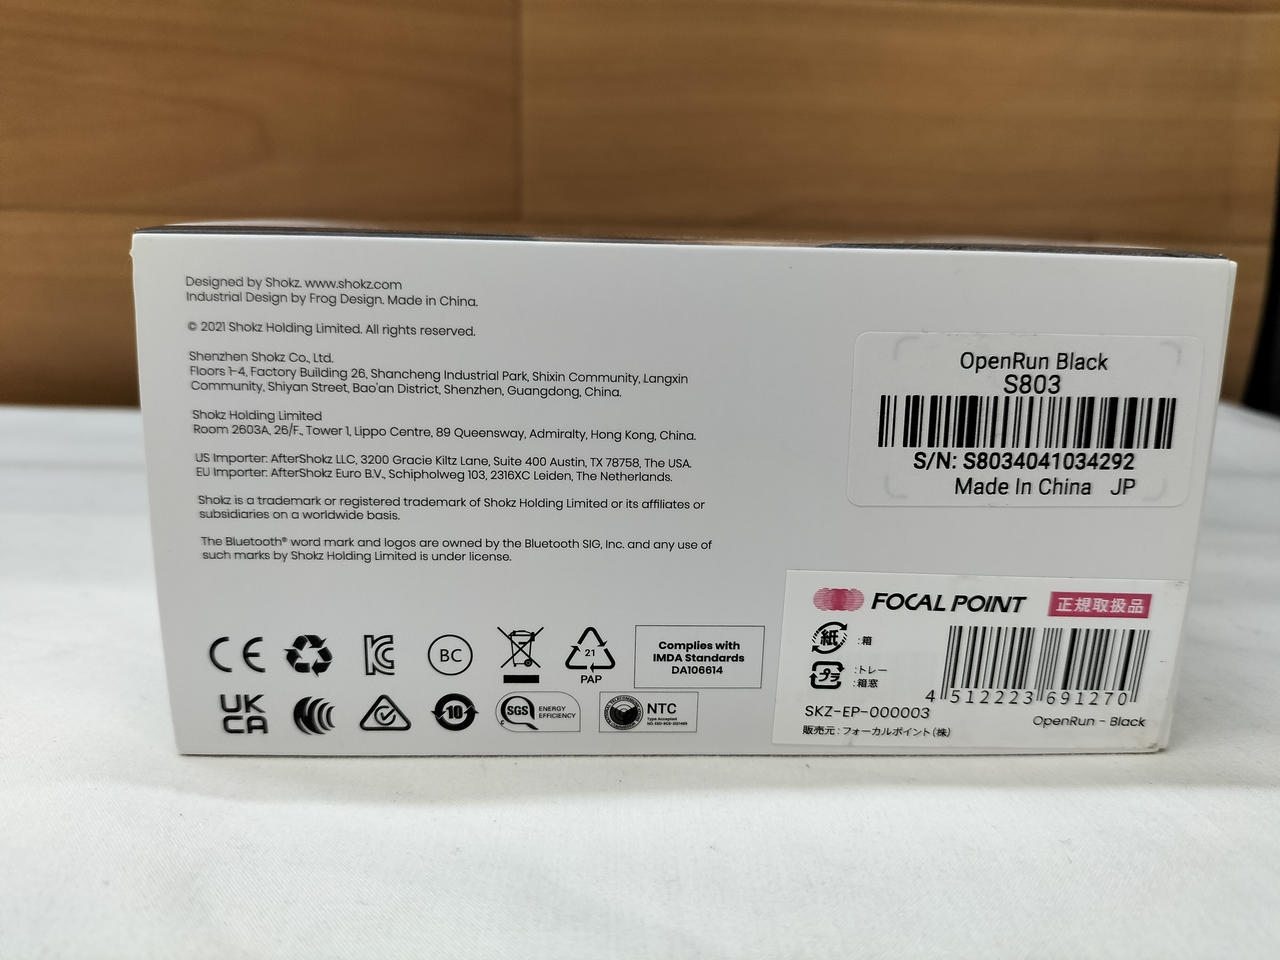 Designed by Shokz. www.shokz.com
Industrial Design by Frog Design. Made in China.
© 2021 Shokz Holding Limited. All rights reserved.
Shenzhen Shokz Co., Ltd.
Floors 1-4, Factory Building 26, Shancheng Industrial Park, Shixin Community, Langxin
Community, Shiyan Street, Bao'an District, Shenzhen, Guangdong, China.
Shokz Holding Limited
Room 2603A, 26/F., Tower 1, Lippo Centre, 89 Queensway, Admiralty, Hong Kong, China.
US Importer: AfterShokz LLC, 3200 Gracie Kiltz Lane, Suite 400 Austin, TX 78758, The USA.
EU Importer: AfterShokz Euro B.V., Schipholweg 103, 2316XC Leiden, The Netherlands.
Shokz is a trademark or registered trademark of Shokz Holding Limited or its affiliates or
subsidiaries on a worldwide basis.
The Bluetooth® word mark and logos are owned by the Bluetooth SIG, Inc. and any use of
such marks by Shokz Holding Limited is under license.
CE
BC
21
PAP
Complies with
IMDA Standards
DA106614
UK
CA
10
SGS
ENERGY
EFFICIENCY
NTC
Type Accepted
OpenRun Black
S803
S/N: S8034041034292
Made In China JP
FOCAL POINT
正規取扱品
紙
:箱
プラ
:トレー
:箱窓
4 512223 691270
SKZ-EP-000003
OpenRun - Black
販売元:フォーカルポイント(株)